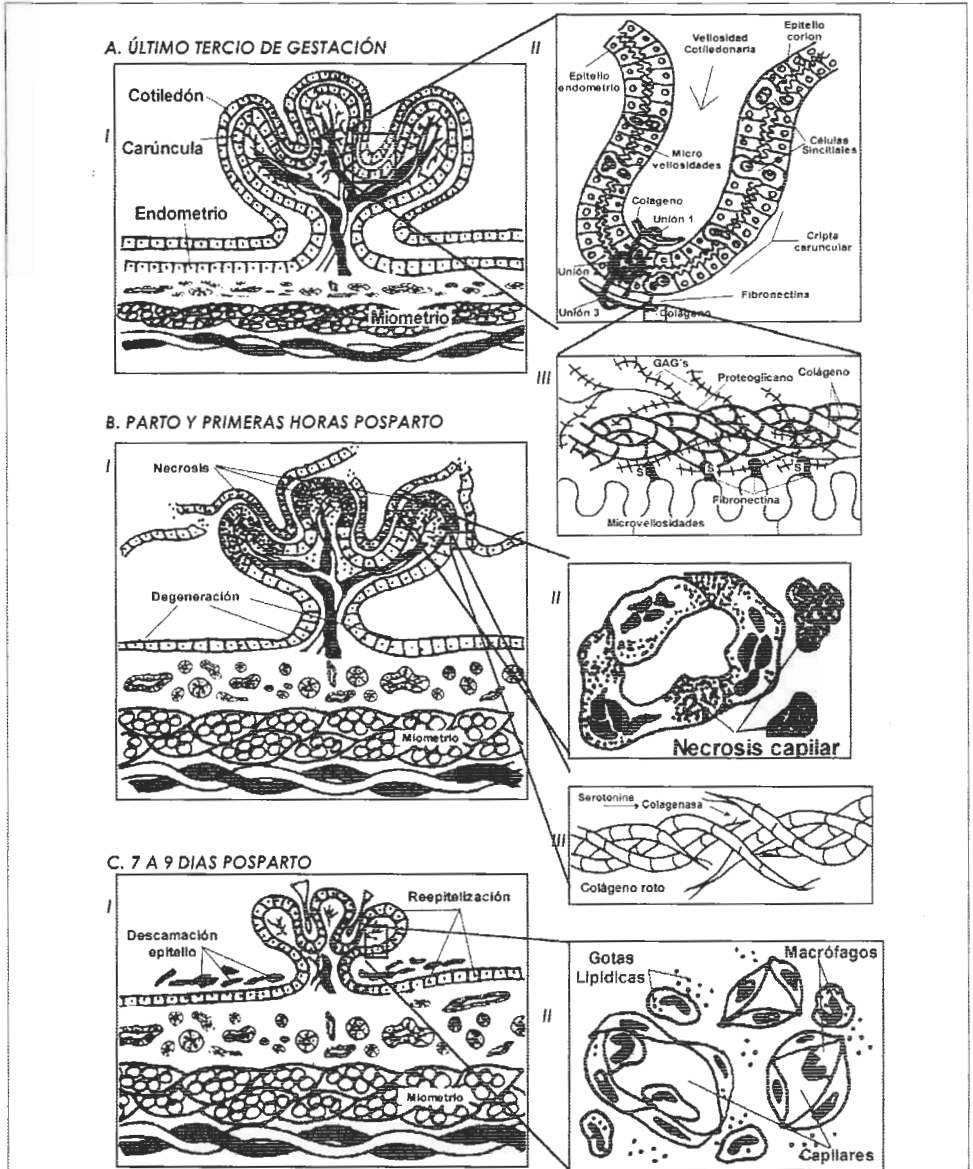 A. ÚLTIMO TERCIO DE GESTACIÓN
I
Cotiledón
Carúncula
Endometrio
Miometrio
II
Epitelio
endometrio
Vellosidad
Cotiledonaria
Epitelio
corion
Micro
vellosidades
Células
Sincitiales
Colageno
Unión 1
Unión
Unión 3
Cripta
caruncular
Fibronectina
Colágeno
III
GAG's
Proteoglicano
Colágeno
S
S
S
S
Fibronectina
Microvellosidades
B. PARTO Y PRIMERAS HORAS POSPARTO
I
Necrosis
Degeneración
Miometrio
II
Necrosis capilar
III
Serotonina
Colagenasa
Colágeno roto
C. 7 A 9 DIAS POSPARTO
I
Descamación
epitelio
Reepitelización
Miometrio
II
Gotas
Lipídicas
Macrófagos
Capilares